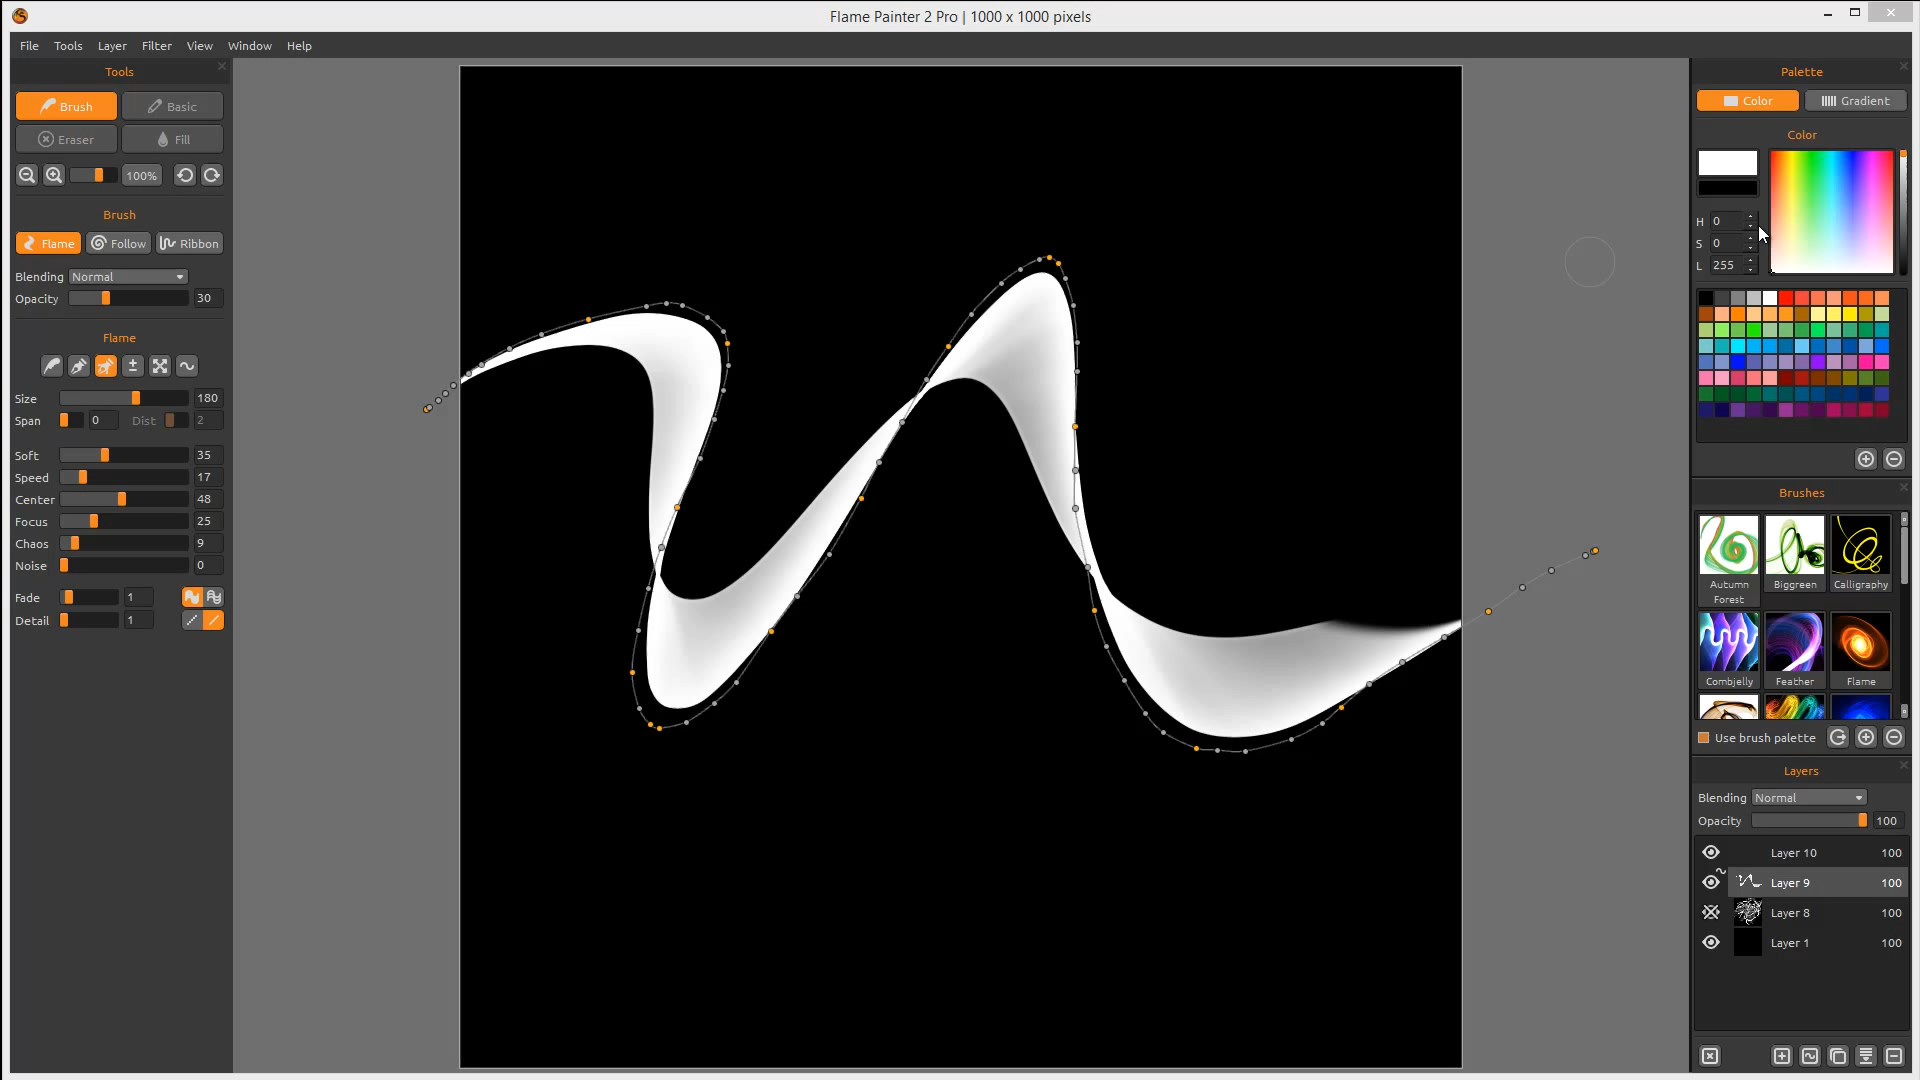 Flame Painter 2 Pro | 1000 x 1000 pixels
File Tools Layer Filter View Window Help
Tools
Brush Basic
Eraser Fill
100%
Brush
Flame Follow Ribbon
Blending Normal
Opacity 30
Flame
Size 180
Span 0 Dist 2
Soft 35
Speed 17
Center 48
Focus 25
Chaos 9
Noise 0
Fade 1
Detail 1
Palette
Color Gradient
Color
H 0
S 0
L 255
Brushes
Autumn Forest Biggreen Calligraphy
Combjelly Feather Flame
Use brush palette
Layers
Blending Normal
Opacity 100
Layer 10 100
Layer 9 100
Layer 8 100
Layer 1 100